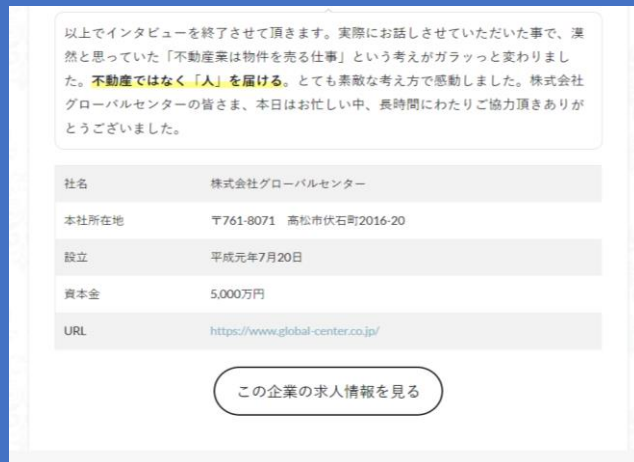 以上でインタビューを終了させて頂きます。実際にお話しさせていただいた事で、漠
然と思っていた「不動産業は物件を売る仕事」という考えがガラッっと変わりまし
た。不動産ではなく「人」を届ける。とても素敵な考え方で感動しました。株式会社
グローバルセンターの皆さま、本日はお忙しい中、長時間にわたりご協力頂きありが
とうございました。
社名 株式会社グローバルセンター
本社所在地 〒761-8071 高松市伏石町2016-20
設立 平成元年7月20日
資本金 5,000万円
URL https://www.global-center.co.jp/
この企業の求人情報を見る